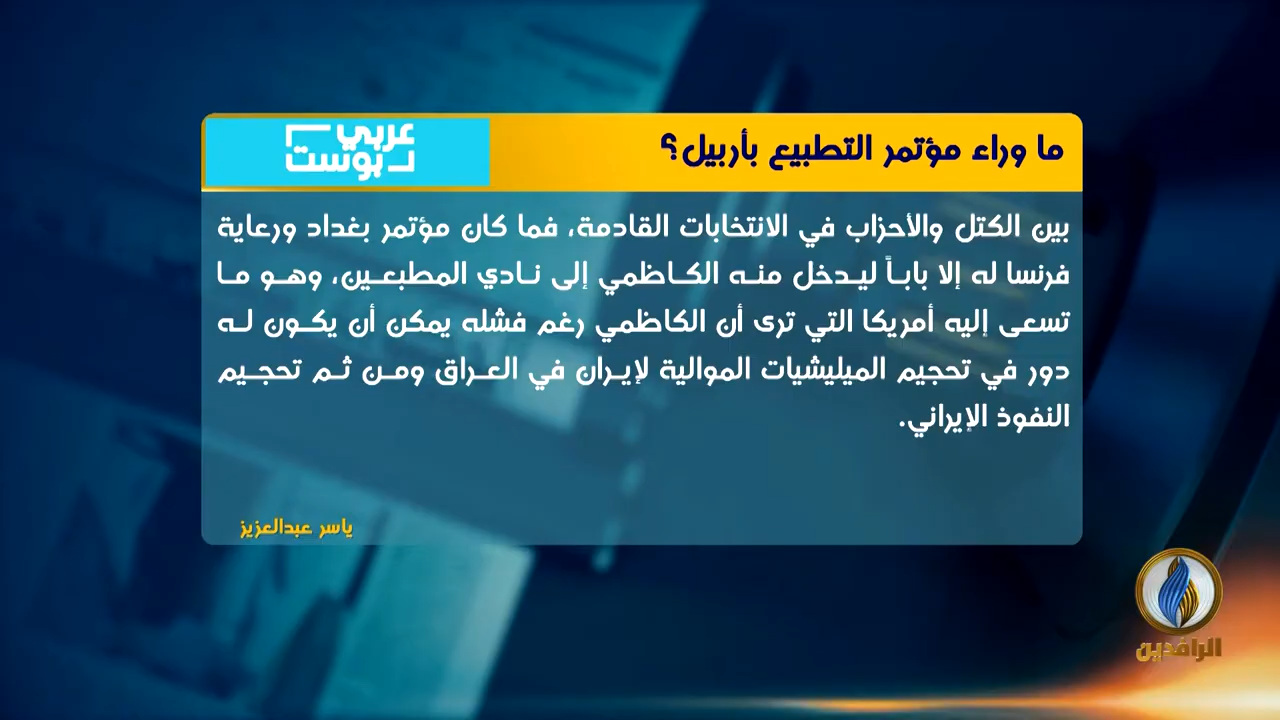 ما وراء مؤتمر التطبيع بأربيل؟
عربي
بوست
بين الكتل والأحزاب في الانتخابات القادمة، فما كان مؤتمر بغداد ورعاية
فرنسا له إلا باباً ليدخل منه الكاظمي إلى نادي المطبعين، وهو ما
تسعى إليه أمريكا التي ترى أن الكاظمي رغم فشله يمكن أن يكون له
دور في تحجيم الميليشيات الموالية لإيران في العراق ومن ثم تحجيم
النفوذ الإيراني.
ياسر عبدالعزيز
الرافدين